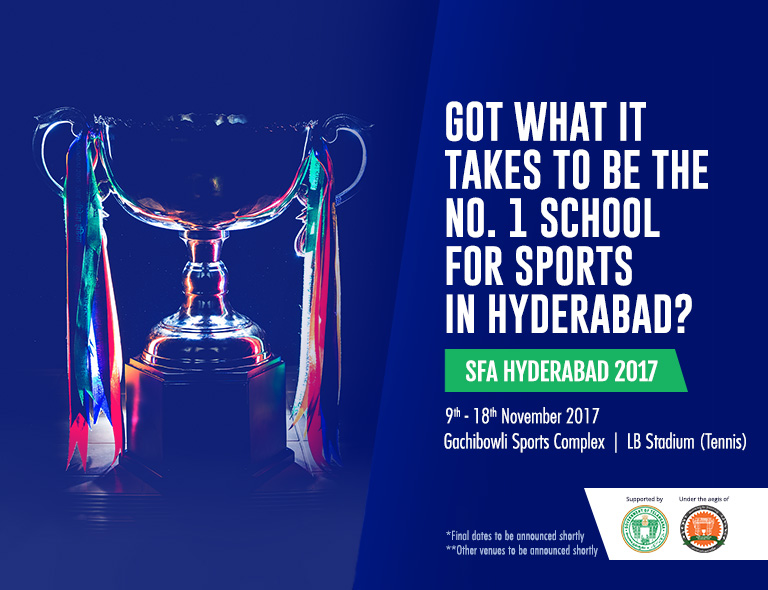 GOT WHAT IT
TAKES TO BE THE
NO. 1 SCHOOL
FOR SPORTS
IN HYDERABAD?
SFA HYDERABAD 2017
9th - 18th November 2017
Gachibowli Sports Complex | LB Stadium (Tennis)
Supported by
Under the aegis of
*Final dates to be announced shortly
**Other venues to be announced shortly